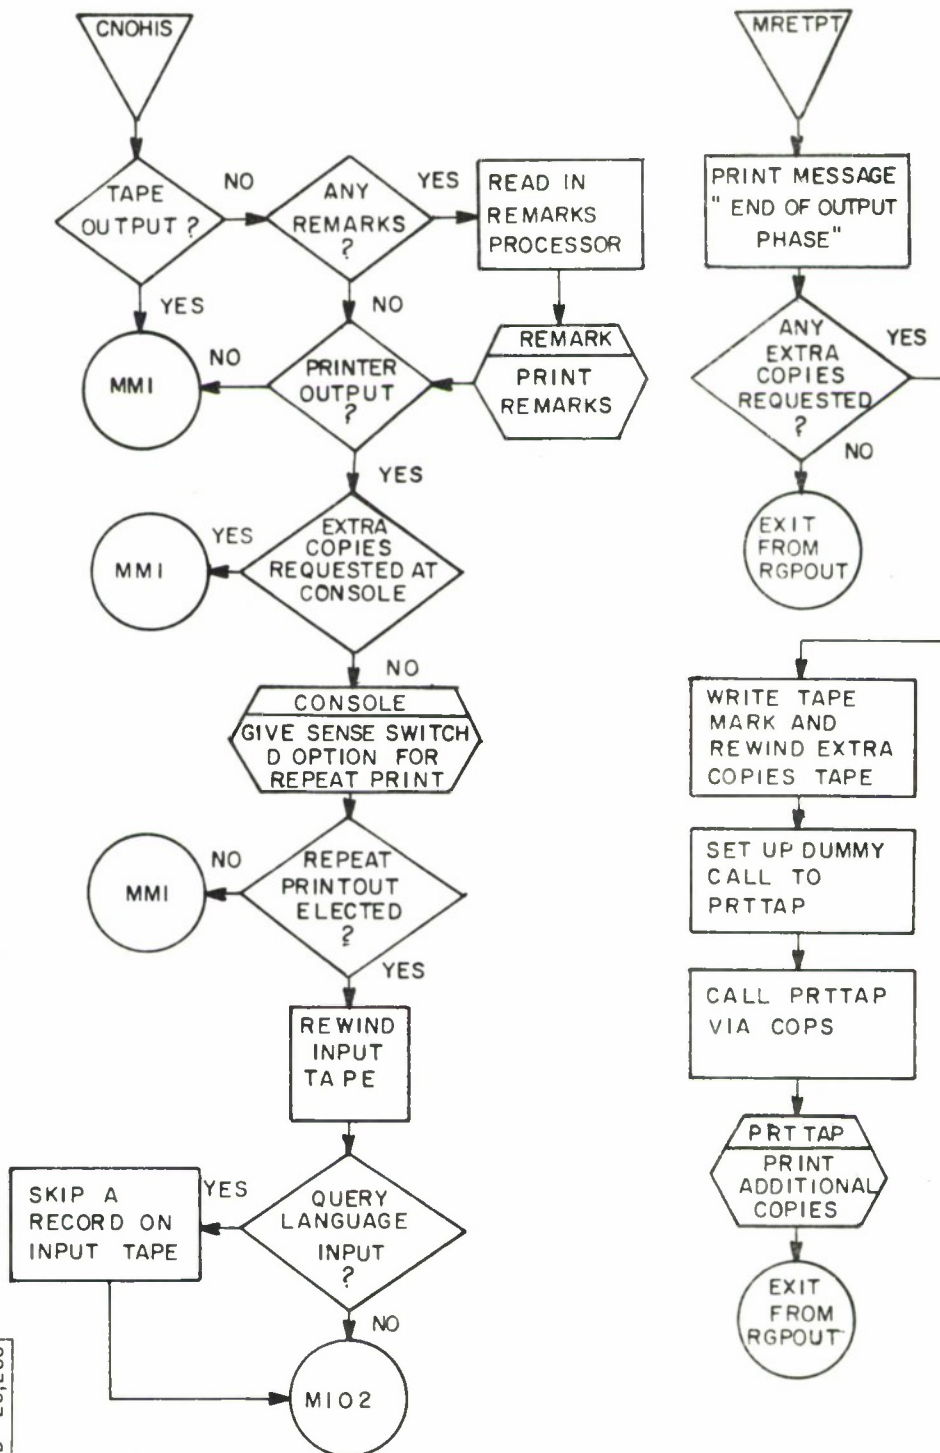 CNOHIS
TAPE
OUTPUT ?
NO
ANY
REMARKS
?
YES
READ IN
REMARKS
PROCESSOR
YES
NO
MM1
NO
PRINTER
OUTPUT
?
REMARK
PRINT
REMARKS
YES
MM1
YES
EXTRA
COPIES
REQUESTED AT
CONSOLE
NO
CONSOLE
GIVE SENSE SWITCH
D OPTION FOR
REPEAT PRINT
MM1
NO
REPEAT
PRINTOUT
ELECTED
?
YES
REWIND
INPUT
TAPE
SKIP A
RECORD ON
INPUT TAPE
YES
QUERY
LANGUAGE
INPUT
?
NO
MI02
MRETPT
PRINT MESSAGE
" END OF OUTPUT
PHASE"
ANY
EXTRA
COPIES
REQUESTED
?
YES
NO
EXIT
FROM
RGPOUT
WRITE TAPE
MARK AND
REWIND EXTRA
COPIES TAPE
SET UP DUMMY
CALL TO
PRTTAP
CALL PRTTAP
VIA COPS
PRTTAP
PRINT
ADDITIONAL
COPIES
EXIT
FROM
RGPOUT